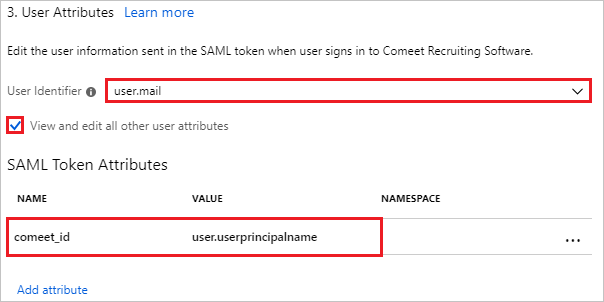 3. User Attributes Learn more
Edit the user information sent in the SAML token when user signs in to Comeet Recruiting Software.
User Identifier user.mail
View and edit all other user attributes
SAML Token Attributes
NAME VALUE NAMESPACE
comeet_id user.userprincipalname ...
Add attribute